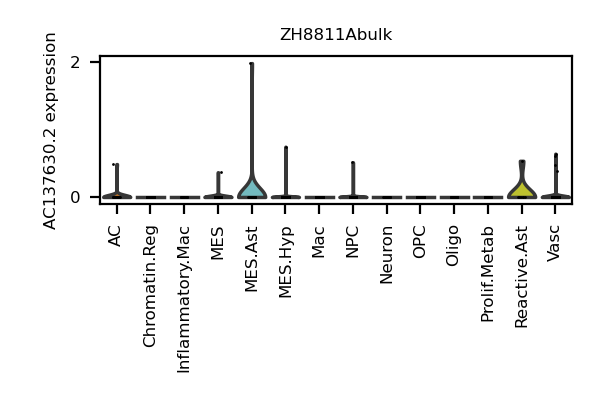 ZH8811Abulk
AC137630.2 expression
2
0
AC
Chromatin.Reg
Inflammatory.Mac
MES
MES.Ast
MES.Hyp
Mac
NPC
Neuron
OPC
Oligo
Prolif.Metab
Reactive.Ast
Vasc